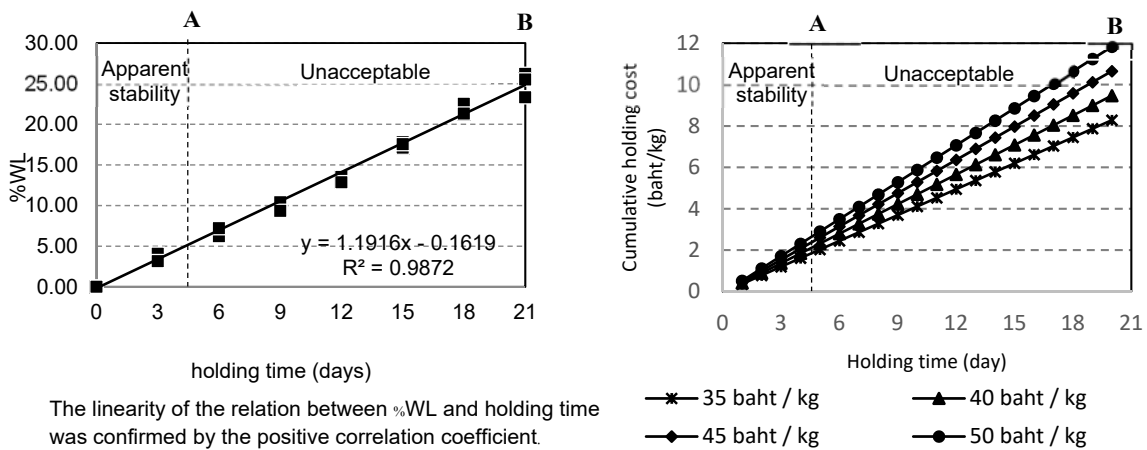 A
B
30.00
25.00
20.00
15.00
10.00
5.00
0.00
%WL
Apparent
stability
Unacceptable
y = 1.1916x - 0.1619
R² = 0.9872
0 3 6 9 12 15 18 21
holding time (days)
The linearity of the relation between %WL and holding time
was confirmed by the positive correlation coefficient.
A
B
12
10
8
6
4
2
0
Cumulative holding cost
(baht/kg)
Apparent
stability
Unacceptable
0 3 6 9 12 15 18 21
Holding time (day)
35 baht / kg
40 baht / kg
45 baht / kg
50 baht / kg